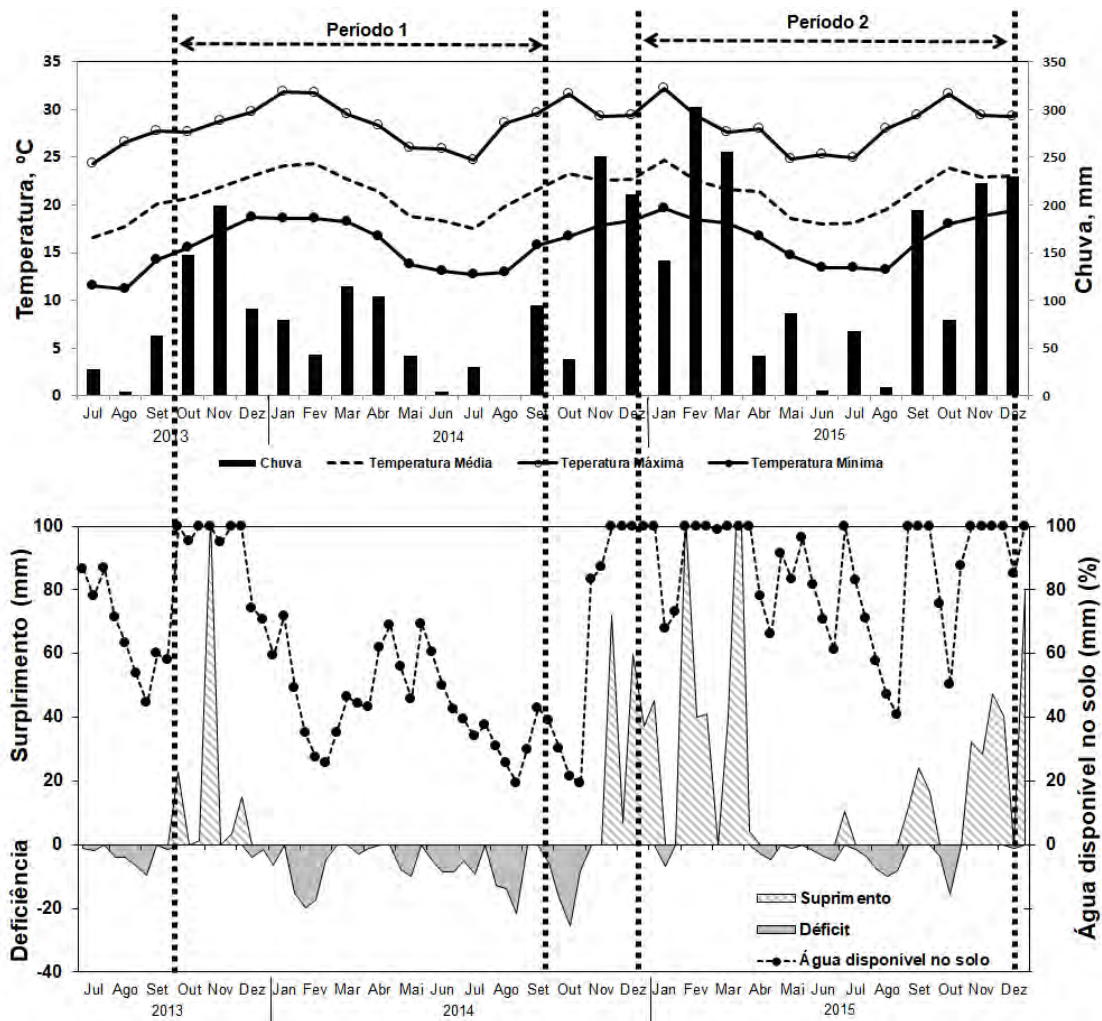 Período 1
Período 2
Temperatura, ºC
35
30
25
20
15
10
5
0
350
300
250
200
150
100
50
0
Chuva, mm
Jul Ago Set Out Nov Dez Jan Fev Mar Abr Mai Jun Jul Ago Set Out Nov Dez Jan Fev Mar Abr Mai Jun Jul Ago Set Out Nov Dez
2013 2014 2015
Chuva Temperatura Média Teperatura Máxima Temperatura Mínima
Surprimento (mm)
Deficiência
100
80
60
40
20
0
-20
-40
100
80
60
40
20
0
Água disponível no solo (mm) (%)
Suprimento
Déficit
Água disponível no solo
Jul Ago Set Out Nov Dez Jan Fev Mar Abr Mai Jun Jul Ago Set Out Nov Dez Jan Fev Mar Abr Mai Jun Jul Ago Set Out Nov Dez
2013 2014 2015